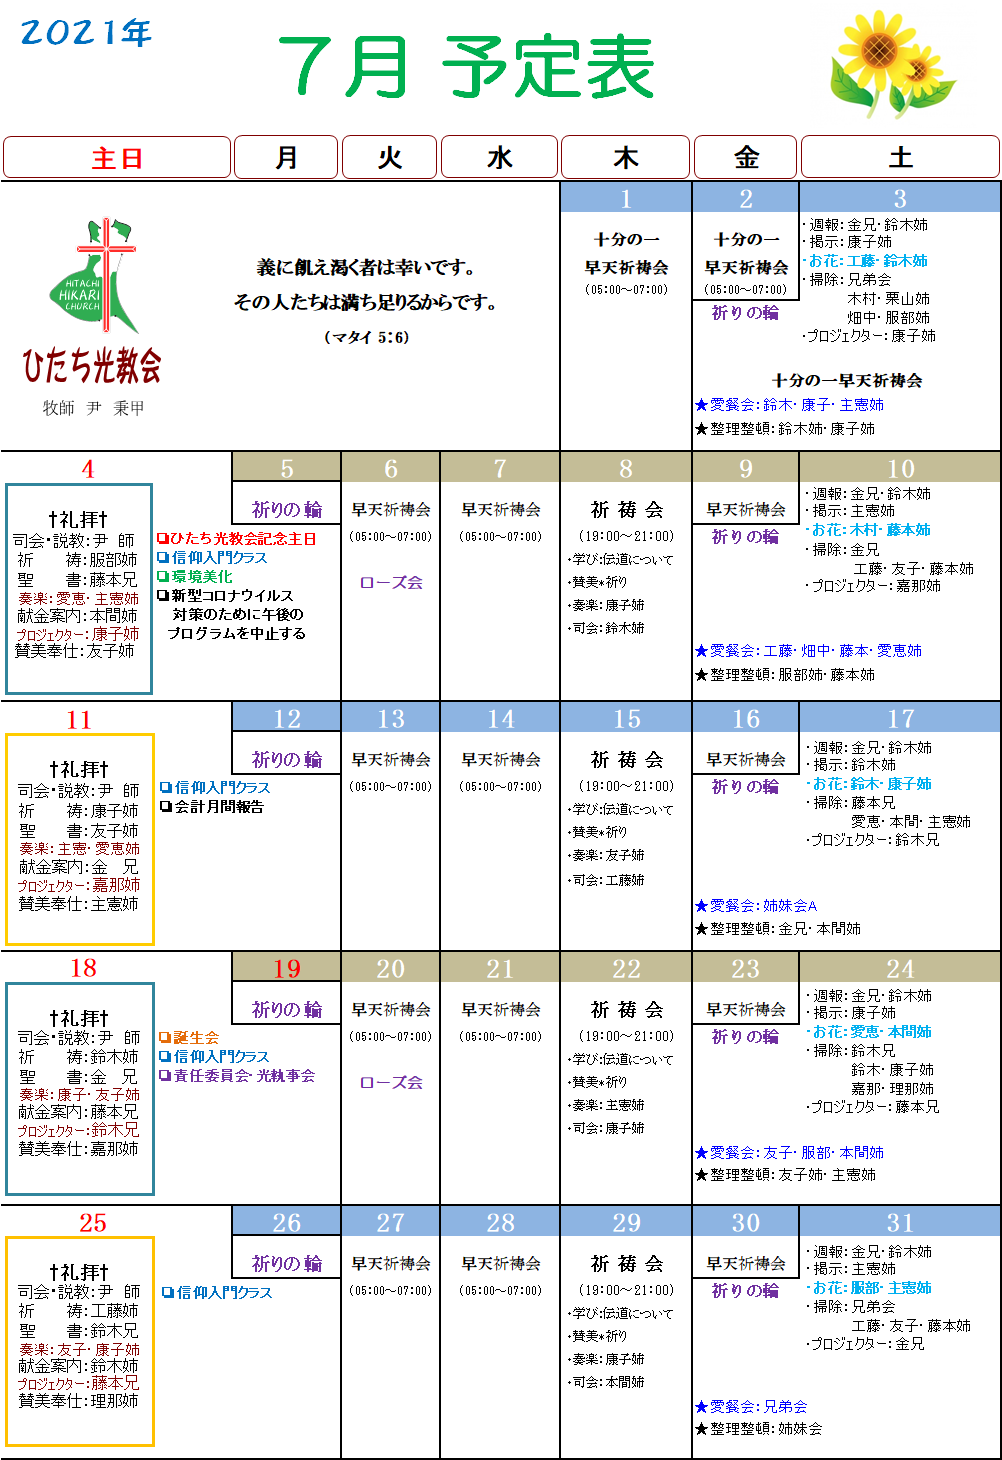 2021年
７月 予定表
主日 月 火 水 木 金 土
HITACHI
HIKARI
CHURCH
ひたち光教会
牧師 尹 秉甲
義に飢え渇く者は幸いです。
その人たちは満ち足りるからです。
（マタイ 5:6）
1
十分の一
早天祈祷会
（05:00～07:00）
2
十分の一
早天祈祷会
（05:00～07:00）
祈りの輪
3
・週報：金兄・鈴木姉
・掲示：康子姉
・お花：工藤・鈴木姉
・掃除：兄弟会
木村・栗山姉
畑中・服部姉
・プロジェクター：康子姉
十分の一早天祈祷会
★愛餐会：鈴木・康子・主憲姉
★整理整頓：鈴木姉・康子姉
4
†礼拝†
司会・説教：尹 師
祈 祷：服部姉
聖 書：藤本兄
奏楽：愛恵・主憲姉
献金案内：本間姉
プロジェクター：康子姉
賛美奉仕：友子姉
❏ひたち光教会記念主日
❏信仰入門クラス
❏環境美化
❏新型コロナウイルス
対策のために午後の
プログラムを中止する
5
祈りの輪
6
早天祈祷会
（05:00～07:00）
ローズ会
7
早天祈祷会
（05:00～07:00）
8
祈 祷 会
（19:00～21:00）
・学び：伝道について
・賛美*祈り
・奏楽：康子姉
・司会：鈴木姉
9
早天祈祷会
祈りの輪
10
・週報：金兄・鈴木姉
・掲示：主憲姉
・お花：木村・藤本姉
・掃除：金兄
工藤・友子・藤本姉
・プロジェクター：嘉那姉
★愛餐会：工藤・畑中・藤本・愛恵姉
★整理整頓：服部姉・藤本姉
11
†礼拝†
司会・説教：尹 師
祈 祷：康子姉
聖 書：友子姉
奏楽：主憲・愛恵姉
献金案内：金 兄
プロジェクター：嘉那姉
賛美奉仕：主憲姉
❏信仰入門クラス
❏会計月間報告
12
祈りの輪
13
早天祈祷会
（05:00～07:00）
14
早天祈祷会
（05:00～07:00）
15
祈 祷 会
（19:00～21:00）
・学び：伝道について
・賛美*祈り
・奏楽：友子姉
・司会：工藤姉
16
早天祈祷会
祈りの輪
17
・週報：金兄・鈴木姉
・掲示：鈴木姉
・お花：鈴木・康子姉
・掃除：藤本兄
愛恵・本間・主憲姉
・プロジェクター：鈴木兄
★愛餐会：姉妹会A
★整理整頓：金兄・本間姉
18
†礼拝†
司会・説教：尹 師
祈 祷：鈴木姉
聖 書：金 兄
奏楽：康子・友子姉
献金案内：藤本兄
プロジェクター：鈴木兄
賛美奉仕：嘉那姉
❏誕生会
❏信仰入門クラス
❏責任委員会・光執事会
19
祈りの輪
20
早天祈祷会
（05:00～07:00）
ローズ会
21
早天祈祷会
（05:00～07:00）
22
祈 祷 会
（19:00～21:00）
・学び：伝道について
・賛美*祈り
・奏楽：主憲姉
・司会：康子姉
23
早天祈祷会
祈りの輪
24
・週報：金兄・鈴木姉
・掲示：康子姉
・お花：愛恵・本間姉
・掃除：鈴木兄
鈴木・康子姉
嘉那・理那姉
・プロジェクター：藤本兄
★愛餐会：友子・服部・本間姉
★整理整頓：友子姉・主憲姉
25
†礼拝†
司会・説教：尹 師
祈 祷：工藤姉
聖 書：鈴木兄
奏楽：友子・康子姉
献金案内：鈴木姉
プロジェクター：藤本兄
賛美奉仕：理那姉
❏信仰入門クラス
26
祈りの輪
27
早天祈祷会
（05:00～07:00）
28
早天祈祷会
（05:00～07:00）
29
祈 祷 会
（19:00～21:00）
・学び：伝道について
・賛美*祈り
・奏楽：康子姉
・司会：本間姉
30
早天祈祷会
祈りの輪
31
・週報：金兄・鈴木姉
・掲示：主憲姉
・お花：服部・主憲姉
・掃除：兄弟会
工藤・友子・藤本姉
・プロジェクター：金兄
★愛餐会：兄弟会
★整理整頓：姉妹会